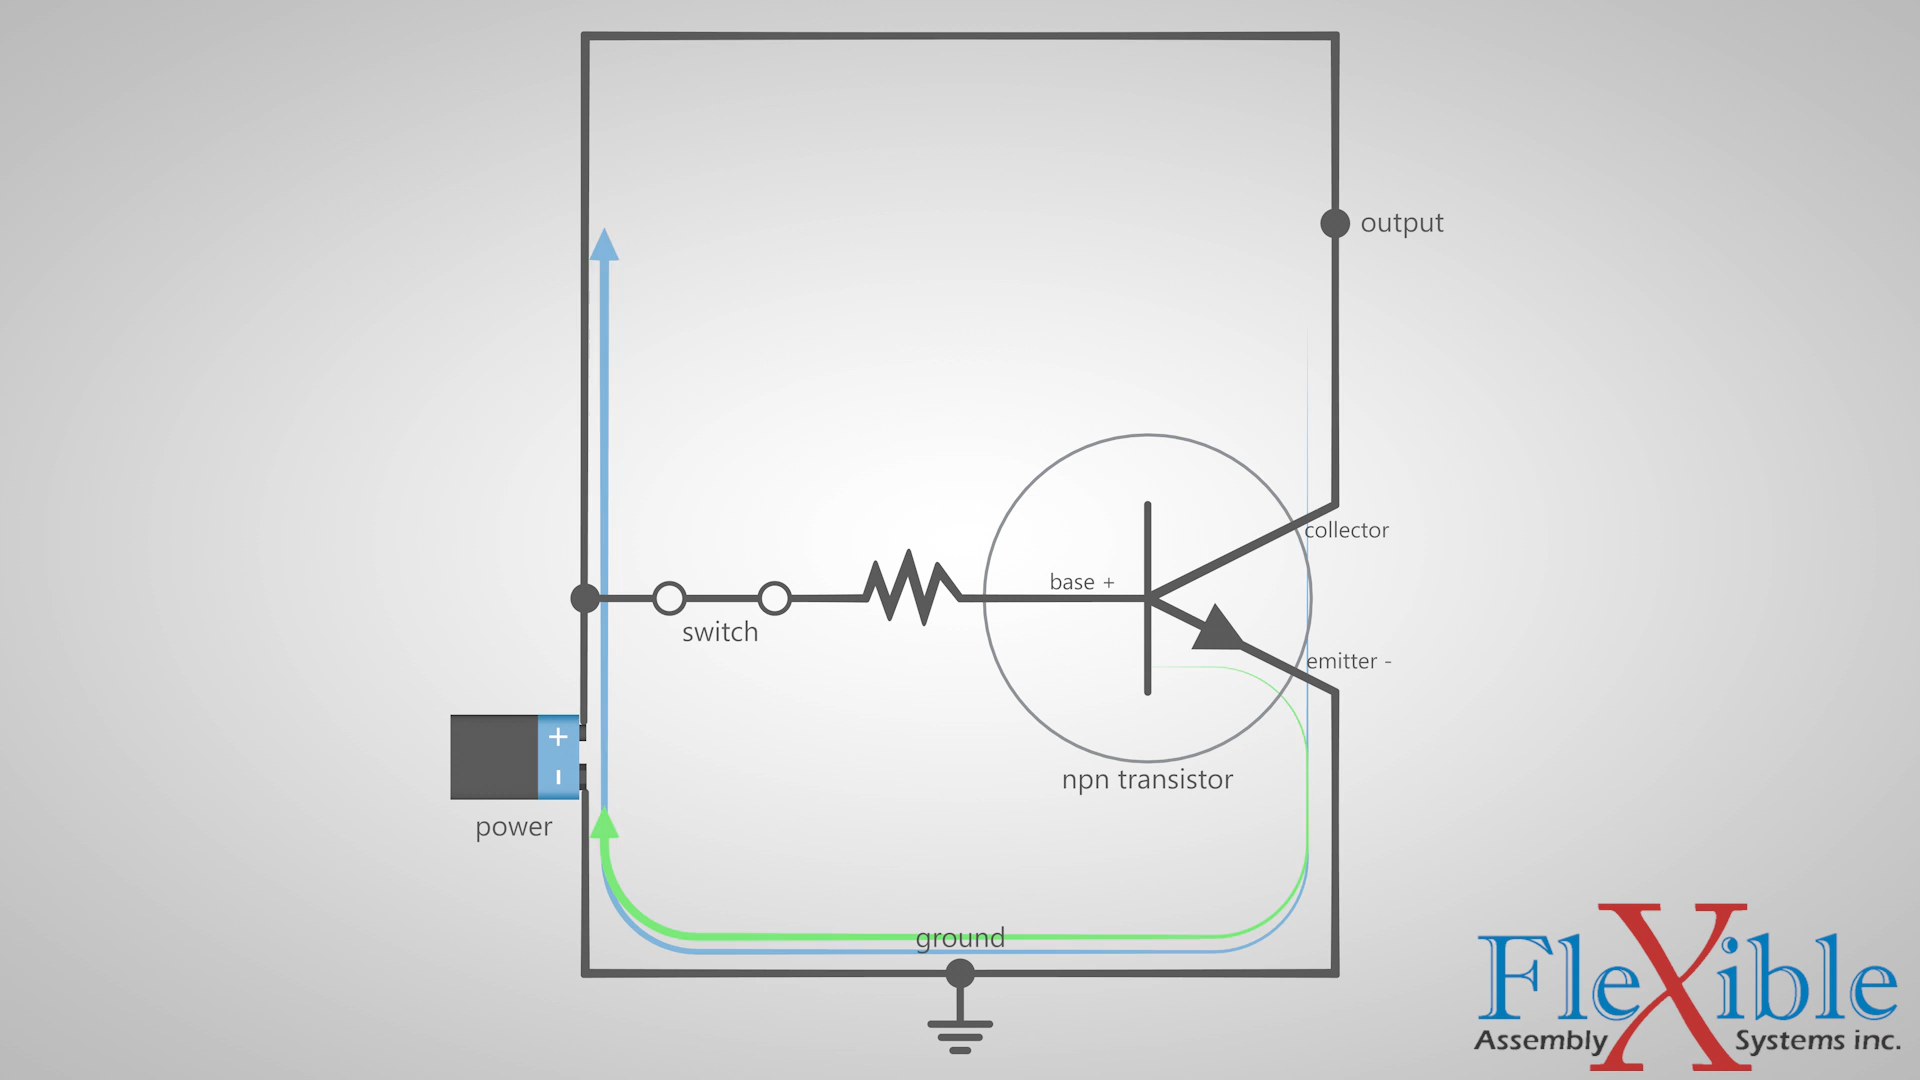 output
collector
base +
switch
emitter -
+
-
npn transistor
power
ground
FleXible
Assembly Systems inc.